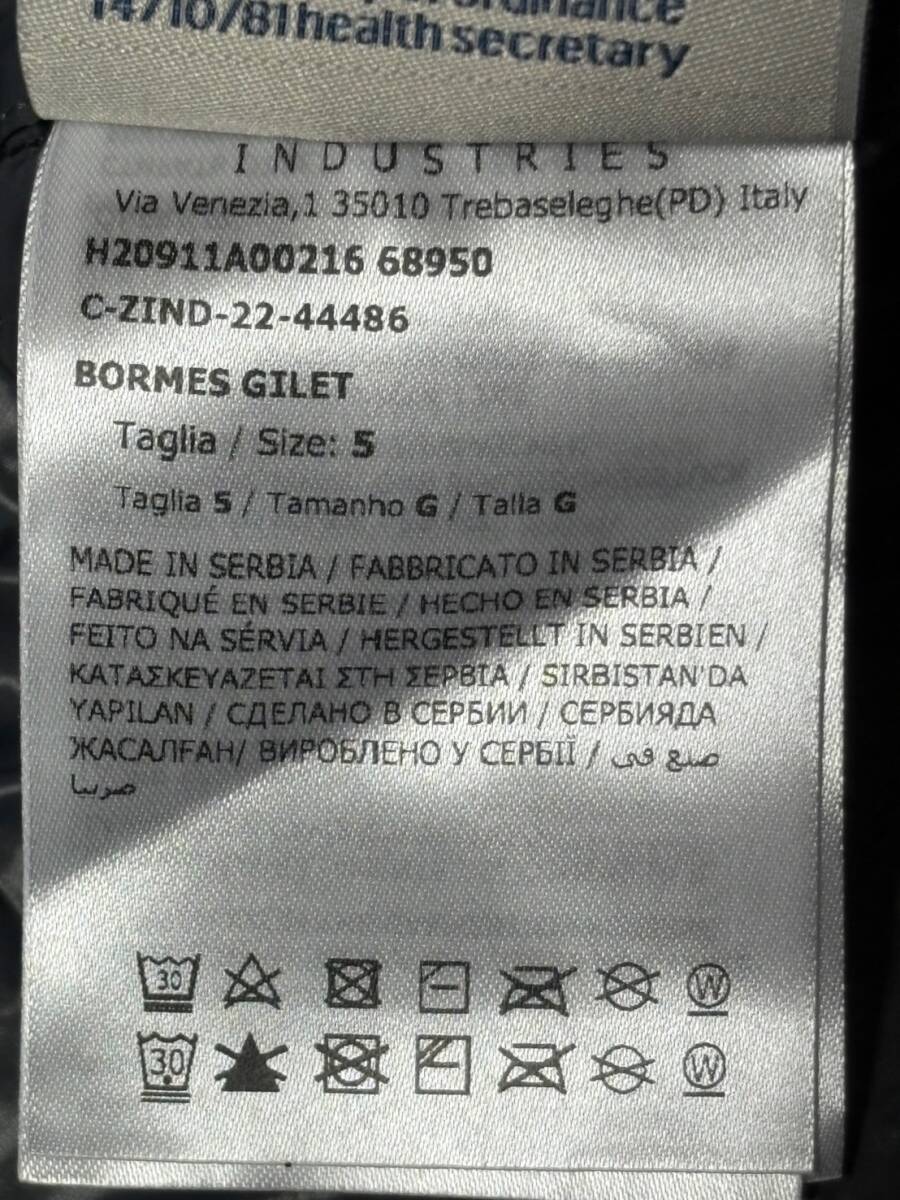 ordinance
14/10/81 health secretary
INDUSTRIES
Via Venezia,1 35010 Trebaseleghe(PD) Italy
H20911A00216 68950
C-ZIND-22-44486
BORMES GILET
Taglia / Size: 5
Taglia 5 / Tamanho G / Talla G
MADE IN SERBIA / FABBRICATO IN SERBIA /
FABRIQUÉ EN SERBIE / HECHO EN SERBIA /
FEITO NA SÉRVIA / HERGESTELLT IN SERBIEN /
ΚΑΤΑΣΚΕΥΑΖΕΤΑΙ ΣΤΗ ΣΕΡΒΙΑ / SIRBISTAN'DA
YAPILAN / СДЕЛАНО В СЕРБИИ / СЕРБИЯДА
ЖАСАЛҒАН/ ВИРОБЛЕНО У СЕРБІЇ / صنع في
صربيا
30 W
30 W